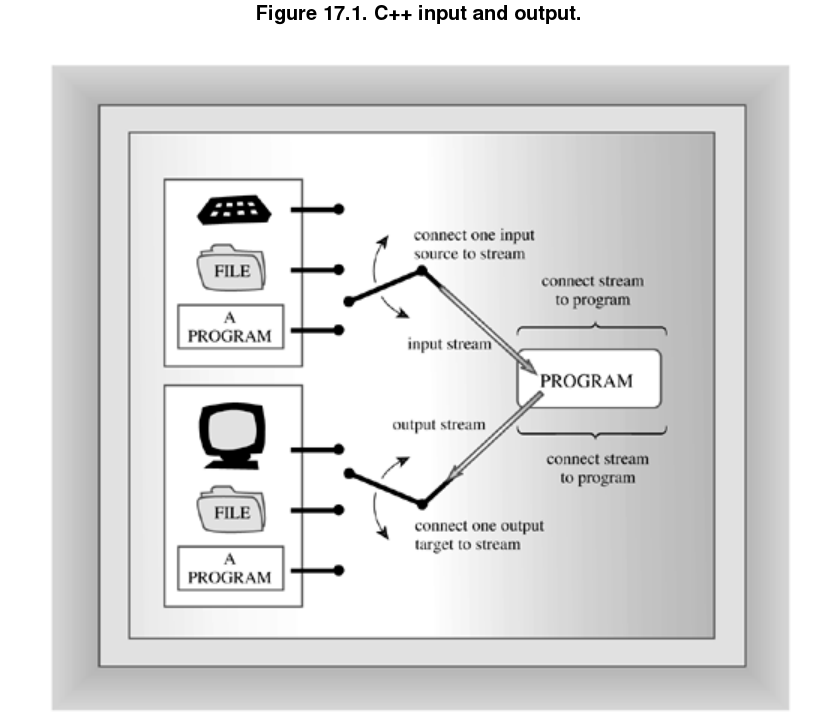 Figure 17.1. C++ input and output.
connect one input
source to stream
FILE
A
PROGRAM
connect stream
to program
input stream
PROGRAM
output stream
connect stream
to program
FILE
connect one output
target to stream
A
PROGRAM